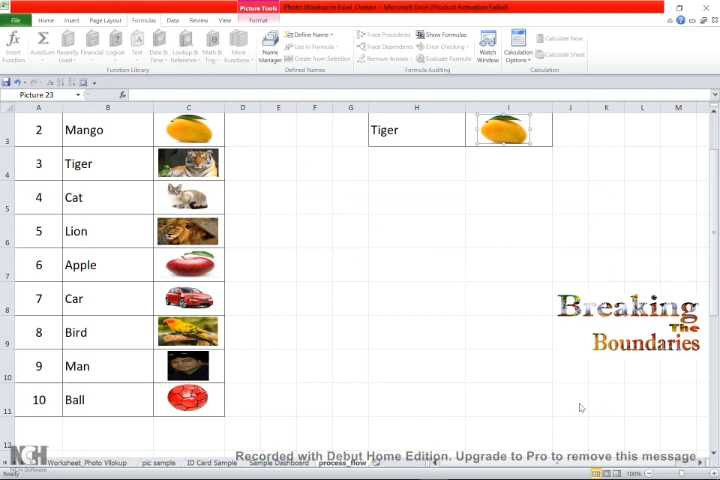 Picture Tools
Photo Vlookup in Excel_Osman - Microsoft Excel (Product Activation Failed)
File Home Insert Page Layout Formulas Data Review View Format
Insert Function
AutoSum
Recently Used
Financial
Logical
Text
Date & Time
Lookup & Reference
Math & Trig
More Functions
Name Manager
Define Name
Use in Formula
Create from Selection
Trace Precedents
Trace Dependents
Remove Arrows
Show Formulas
Error Checking
Evaluate Formula
Watch Window
Calculation Options
Calculate Now
Calculate Sheet
Function Library Defined Names Formula Auditing Calculation
Picture 23 fx
A B C D E F G H I J K L M
3 2 Mango Tiger
4 3 Tiger
5 4 Cat
6 5 Lion
7 6 Apple
8 7 Car
9 8 Bird
10 9 Man
11 10 Ball
12
Breaking
The
Boundaries
NCH
NCH Software
Worksheet_Photo Vllokup pic sample ID Card Sample Sample Dashboard process_flow
Recorded with Debut Home Edition. Upgrade to Pro to remove this message
Ready 100%